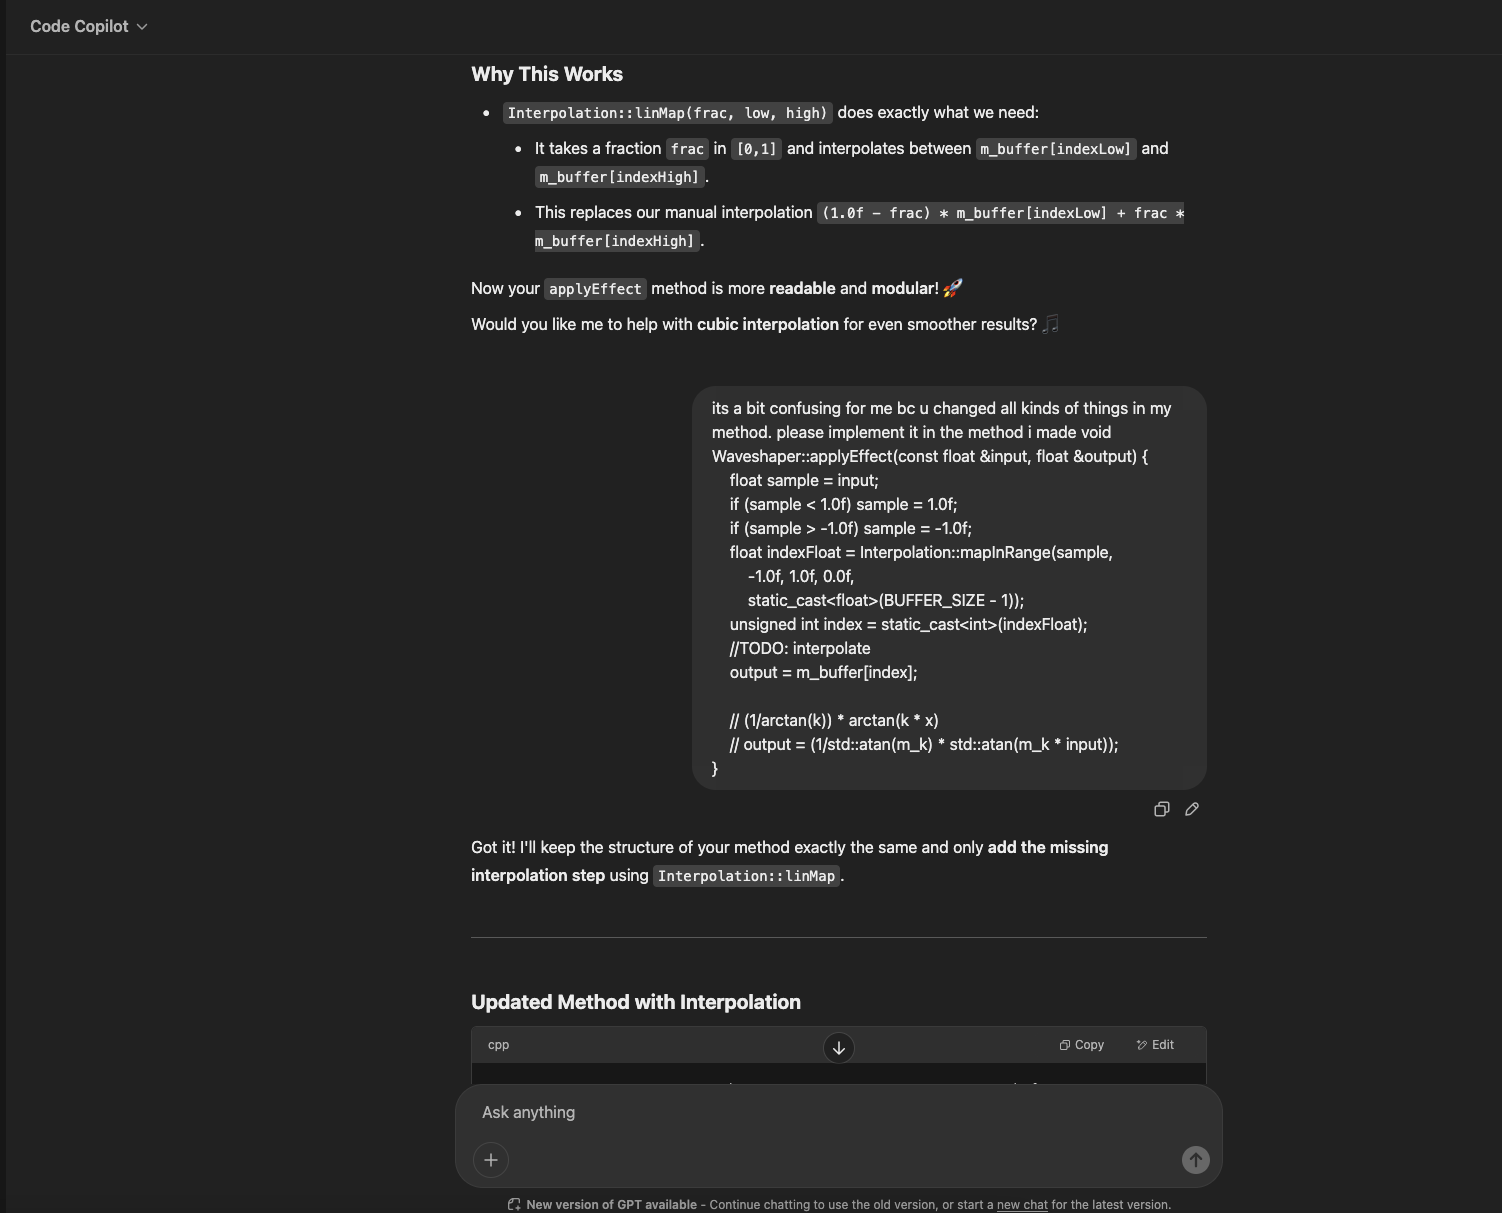 Code Copilot
Why This Works
• Interpolation::linMap(frac, low, high) does exactly what we need:
• It takes a fraction frac in [0,1] and interpolates between m_buffer[indexLow] and
m_buffer[indexHigh].
• This replaces our manual interpolation (1.0f - frac) * m_buffer[indexLow] + frac *
m_buffer[indexHigh].
Now your applyEffect method is more readable and modular! 🚀
Would you like me to help with cubic interpolation for even smoother results? 🎵
its a bit confusing for me bc u changed all kinds of things in my
method. please implement it in the method i made void
Waveshaper::applyEffect(const float &input, float &output) {
float sample = input;
if (sample < 1.0f) sample = 1.0f;
if (sample > -1.0f) sample = -1.0f;
float indexFloat = Interpolation::mapInRange(sample,
-1.0f, 1.0f, 0.0f,
static_cast<float>(BUFFER_SIZE - 1));
unsigned int index = static_cast<int>(indexFloat);
//TODO: interpolate
output = m_buffer[index];
// (1/arctan(k)) * arctan(k * x)
// output = (1/std::atan(m_k) * std::atan(m_k * input));
}
Got it! I'll keep the structure of your method exactly the same and only add the missing
interpolation step using Interpolation::linMap.
Updated Method with Interpolation
cpp Copy Edit
Ask anything
New version of GPT available - Continue chatting to use the old version, or start a new chat for the latest version.